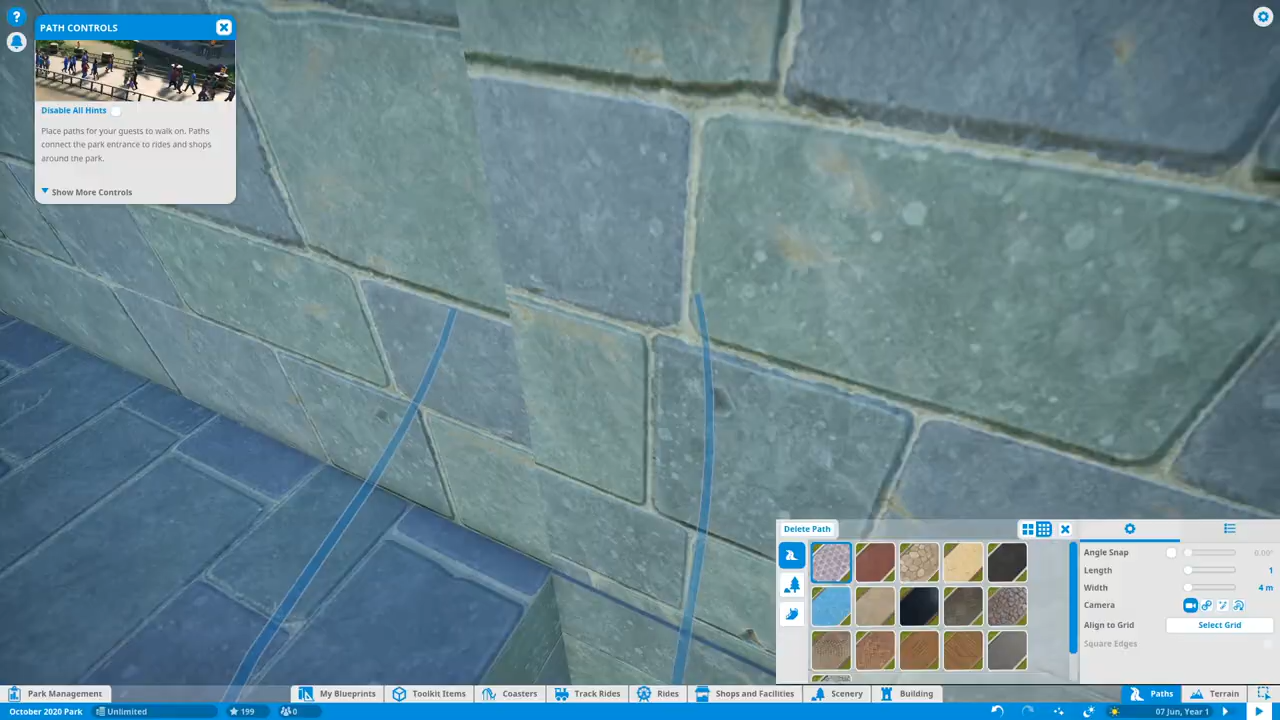 ?
PATH CONTROLS
Disable All Hints
Place paths for your guests to walk on. Paths
connect the park entrance to rides and shops
around the park.
Show More Controls
Delete Path
Angle Snap
0.00°
Length
1
Width
4 m
Camera
Align to Grid
Select Grid
Square Edges
Park Management
My Blueprints
Toolkit Items
Coasters
Track Rides
Rides
Shops and Facilities
Scenery
Building
Paths
Terrain
October 2020 Park
Unlimited
199
0
07 Jun, Year 1